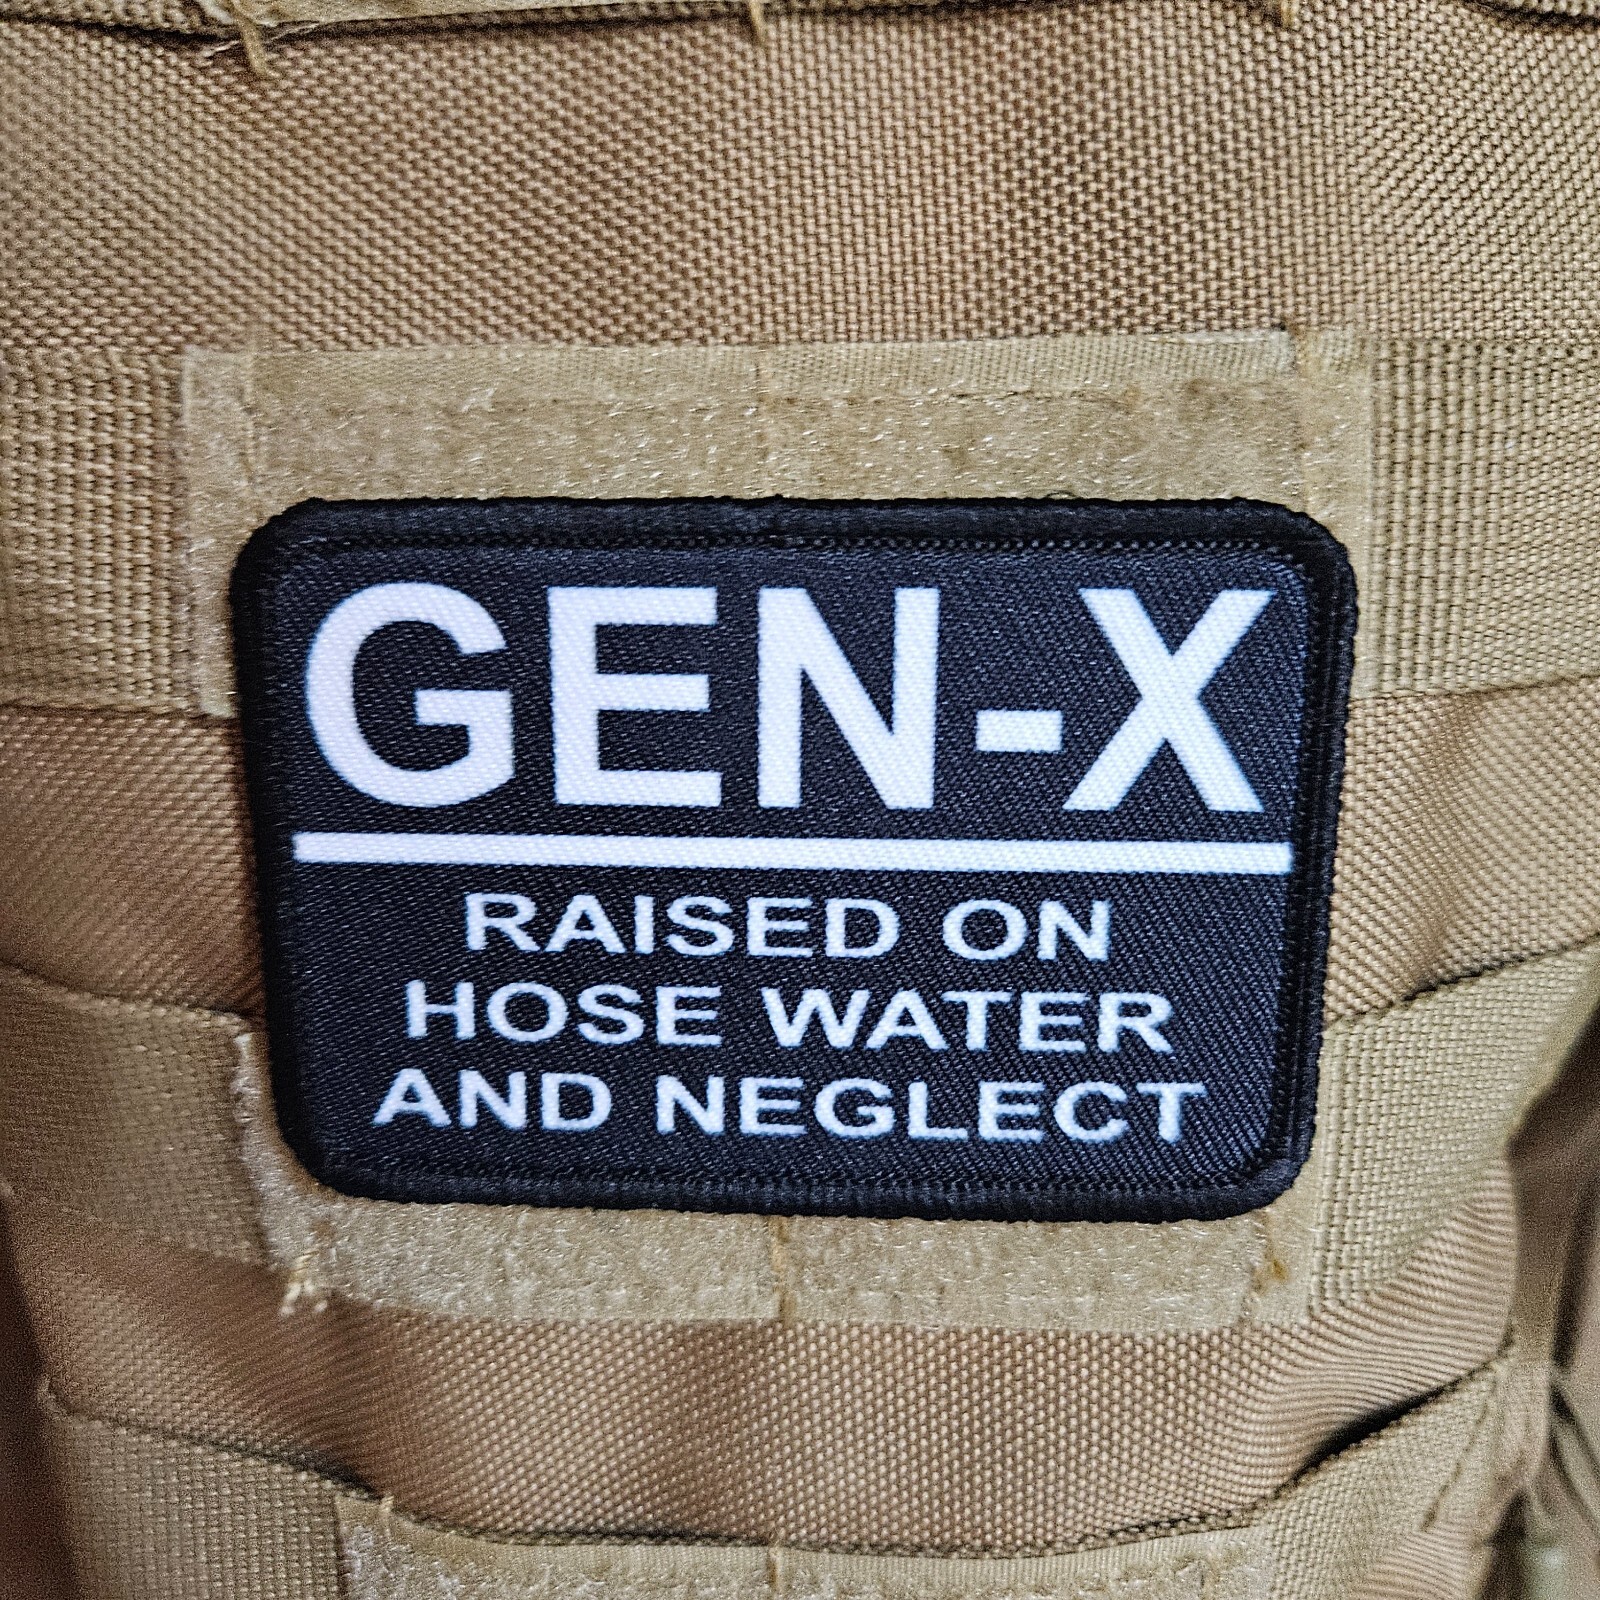 GEN-X
RAISED ON
HOSE WATER
AND NEGLECT